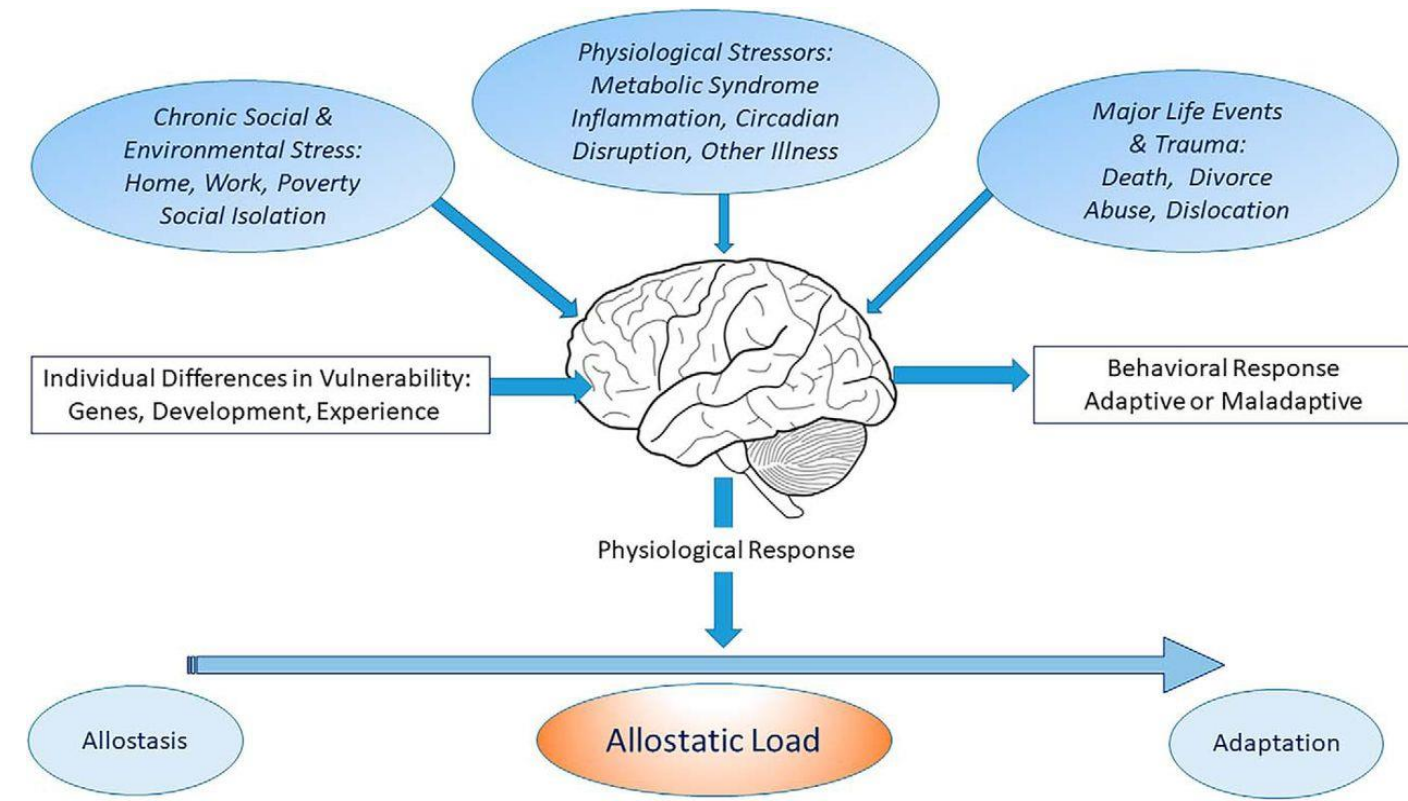 Chronic Social &
Environmental Stress:
Home, Work, Poverty
Social Isolation
Physiological Stressors:
Metabolic Syndrome
Inflammation, Circadian
Disruption, Other Illness
Major Life Events
& Trauma:
Death, Divorce
Abuse, Dislocation
Individual Differences in Vulnerability:
Genes, Development, Experience
Behavioral Response
Adaptive or Maladaptive
Physiological Response
Allostasis
Allostatic Load
Adaptation